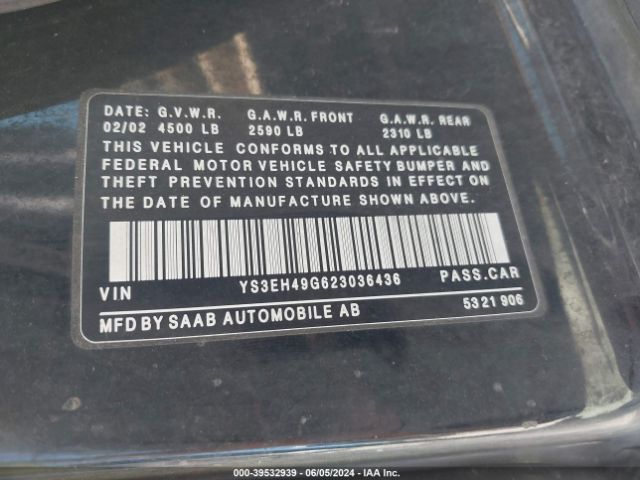 DATE: G.V.W.R. G.A.W.R. FRONT G.A.W.R. REAR
02/02 4500 LB 2590 LB 2310 LB
THIS VEHICLE CONFORMS TO ALL APPLICABLE
FEDERAL MOTOR VEHICLE SAFETY BUMPER AND
THEFT PREVENTION STANDARDS IN EFFECT ON
THE DATE OF MANUFACTURE SHOWN ABOVE.
VIN YS3EH49G623036436 PASS.CAR
MFD BY SAAB AUTOMOBILE AB 5321 906
000-39532939 - 06/05/2024 - IAA Inc.